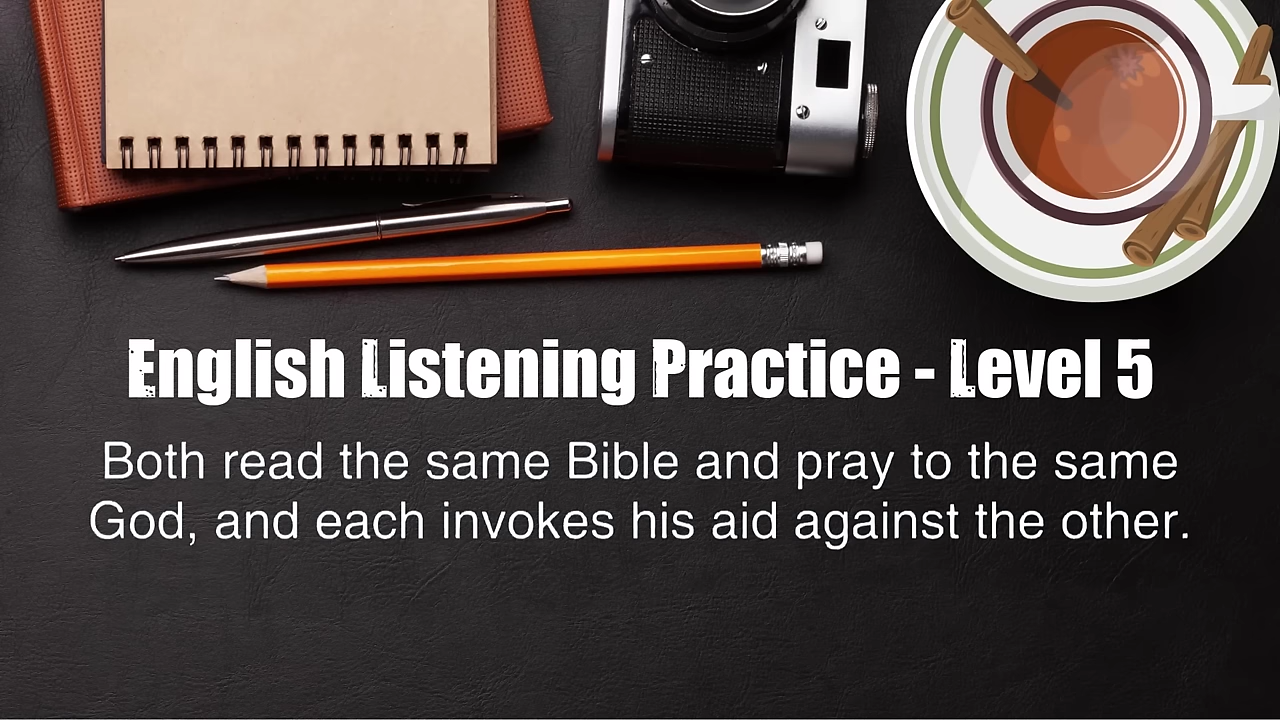 English Listening Practice - Level 5
Both read the same Bible and pray to the same
God, and each invokes his aid against the other.